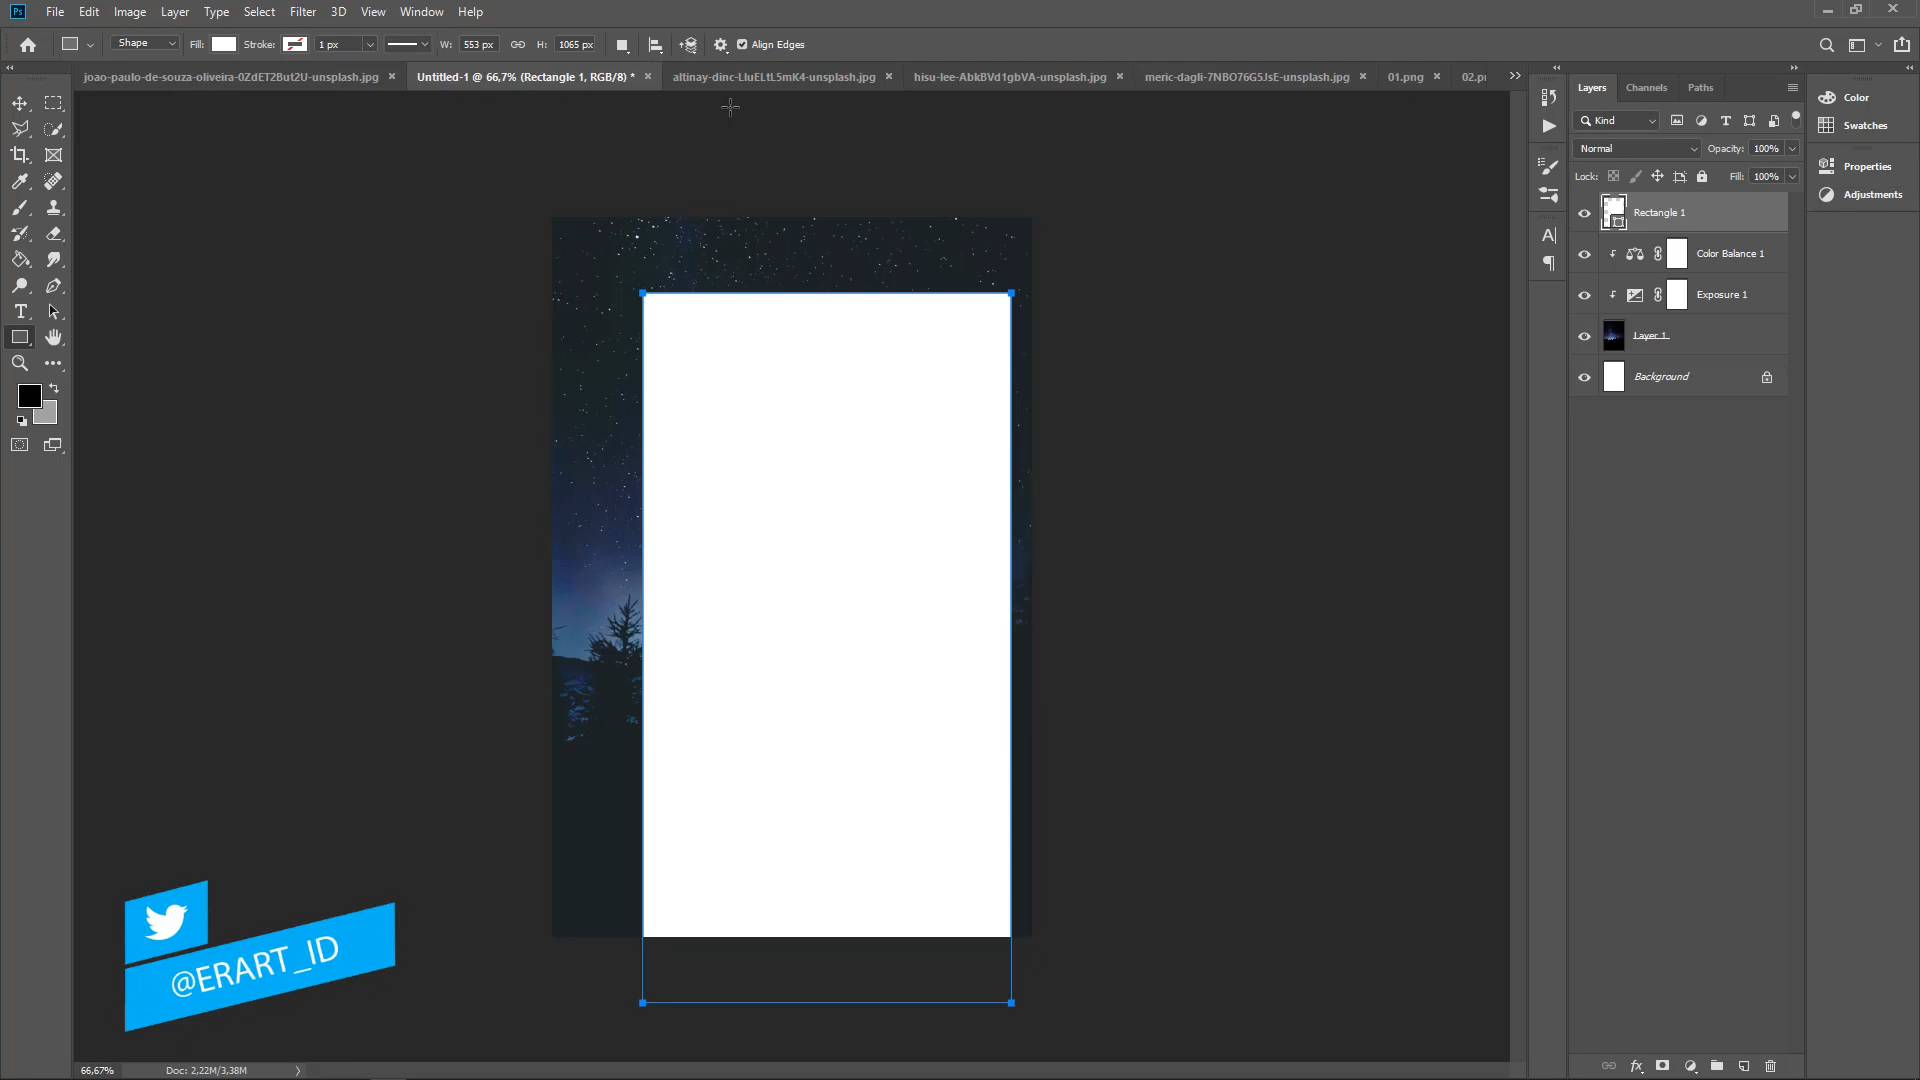 Ps File Edit Image Layer Type Select Filter 3D View Window Help
Shape Fill: Stroke: 1 px W: 553 px H: 1065 px Align Edges
joao-paulo-de-souza-oliveira-0ZdET2But2U-unsplash.jpg × Untitled-1 @ 66,7% (Rectangle 1, RGB/8) * × altinay-dinc-LluELtL5mK4-unsplash.jpg × hisu-lee-AbkBVd1gbVA-unsplash.jpg × meric-dagli-7NBO76G5JsE-unsplash.jpg × 01.png × 02.p
Layers Channels Paths
Kind
Normal Opacity: 100%
Lock: Fill: 100%
Rectangle 1
Color Balance 1
Exposure 1
Layer 1
Background
Color
Swatches
Properties
Adjustments
@ERART_ID
66,67% Doc: 2,22M/3,38M